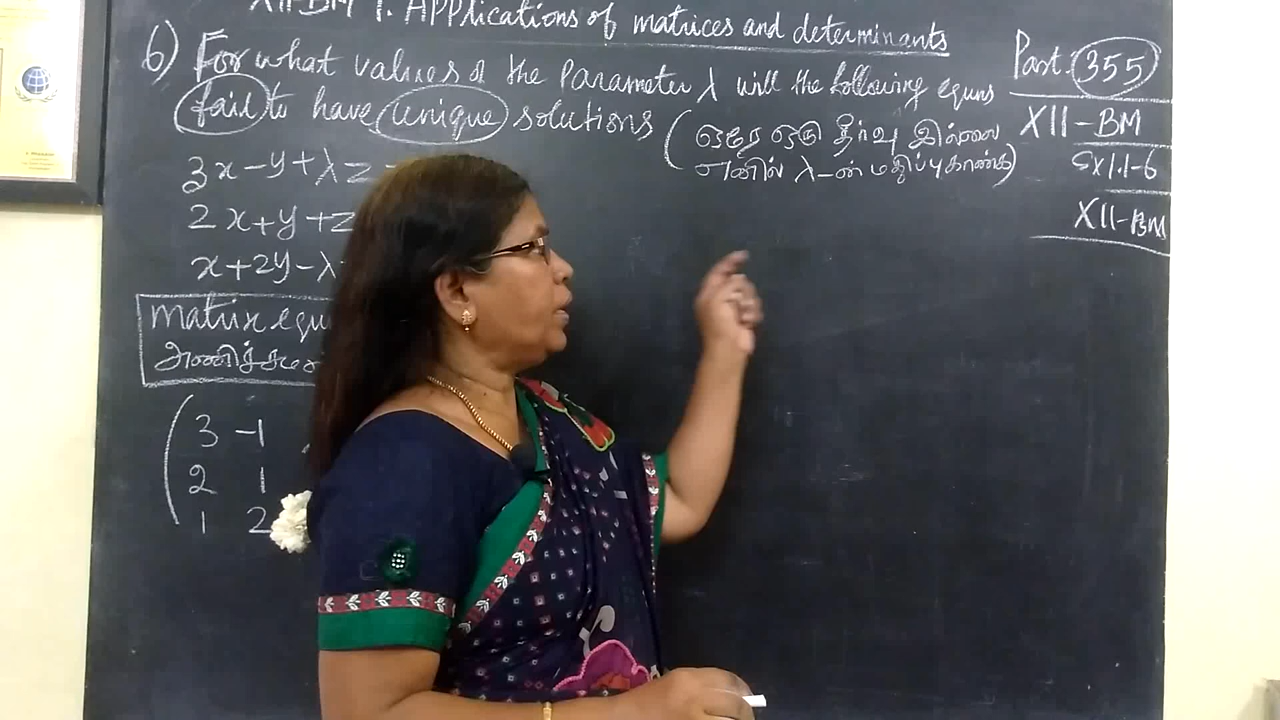 XII-BM 1. Applications of matrices and determinants
6) For what values of the Parameter λ will the following equns
fail to have unique solutions (ஒரே ஒரு தீர்வு இல்லை
எனில் λ-ன் மதிப்பு காண்க)
Part: 355
XII-BM
Ex 1.1-6
XII-BM
3x-y+λz
2x+y+z
x+2y-λ
matrix equ
அணிச்சம
3 -1
2 1
1 2